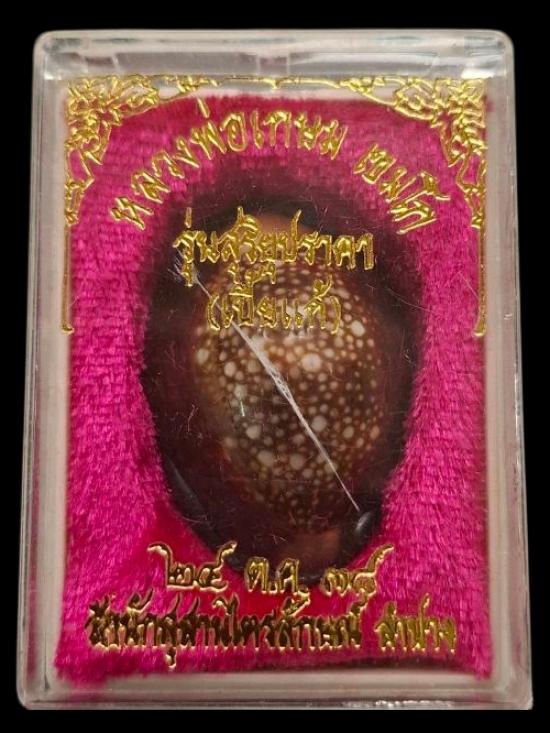 หลวงพ่อเกษม เขมโก
รุ่นสุริยุปราคา
(เบี้ยแก้)
๒๔ ต.ค. ๓๘
สำนักสุสานไตรลักษณ์ ลำปาง